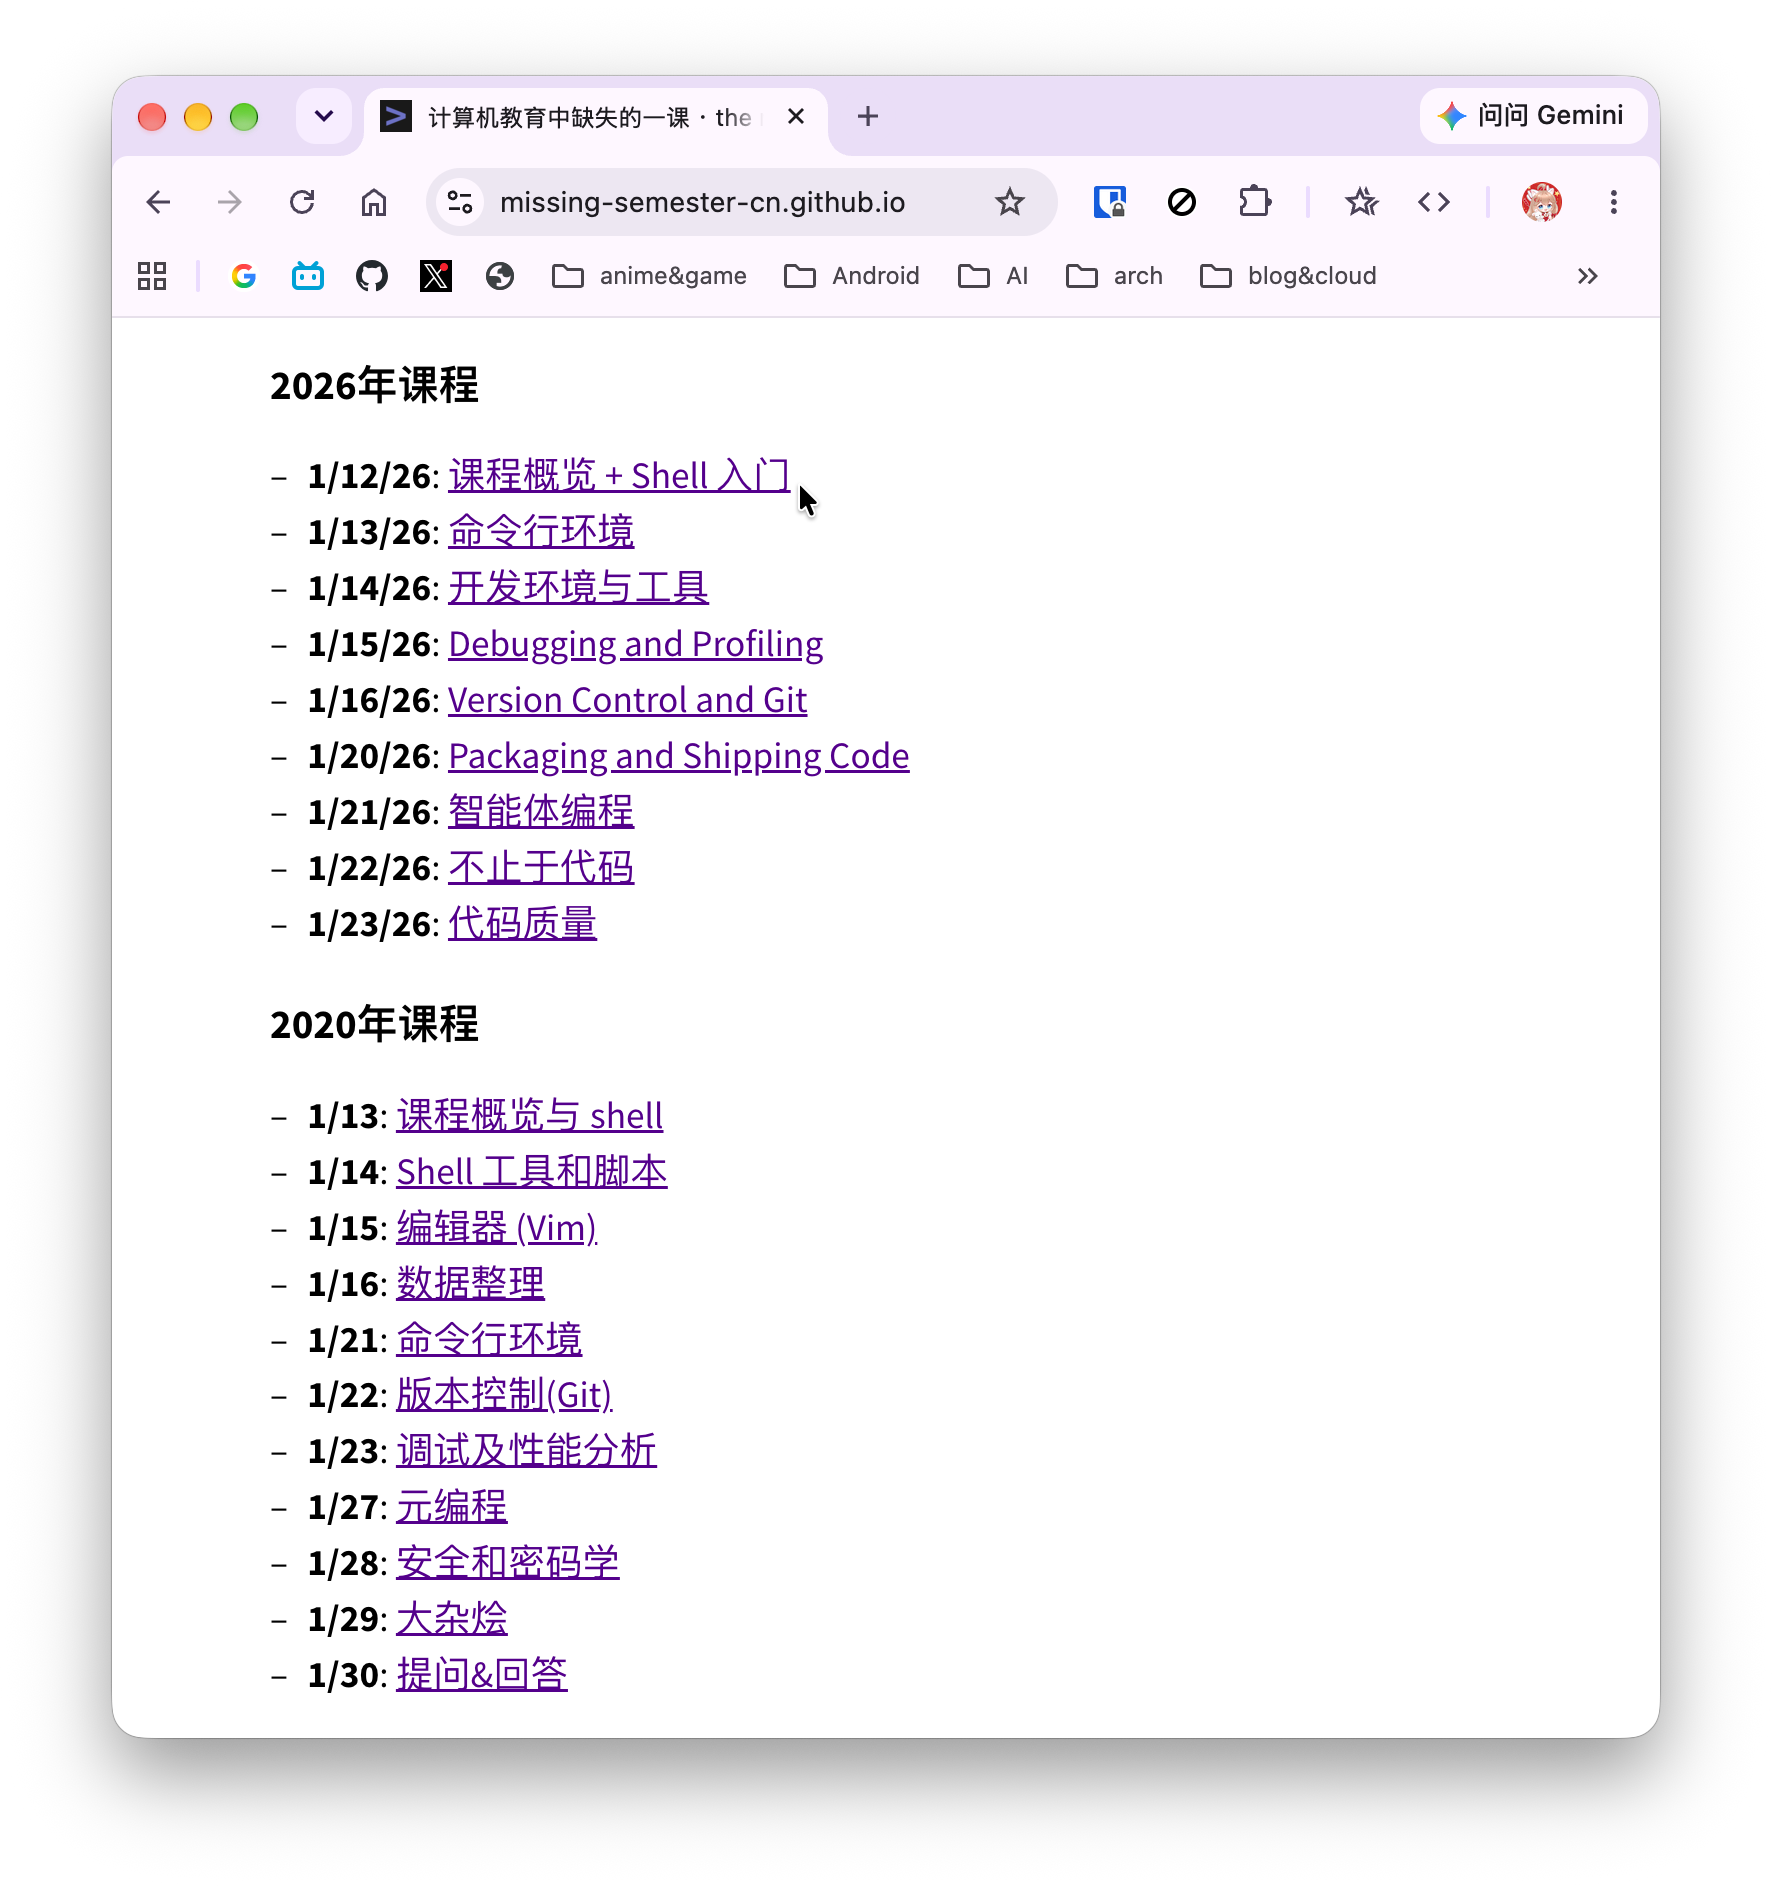 计算机教育中缺失的一课 · the
问问 Gemini
missing-semester-cn.github.io
anime&game
Android
AI
arch
blog&cloud
2026年课程
– 1/12/26: 课程概览 + Shell 入门
– 1/13/26: 命令行环境
– 1/14/26: 开发环境与工具
– 1/15/26: Debugging and Profiling
– 1/16/26: Version Control and Git
– 1/20/26: Packaging and Shipping Code
– 1/21/26: 智能体编程
– 1/22/26: 不止于代码
– 1/23/26: 代码质量
2020年课程
– 1/13: 课程概览与 shell
– 1/14: Shell 工具和脚本
– 1/15: 编辑器 (Vim)
– 1/16: 数据整理
– 1/21: 命令行环境
– 1/22: 版本控制(Git)
– 1/23: 调试及性能分析
– 1/27: 元编程
– 1/28: 安全和密码学
– 1/29: 大杂烩
– 1/30: 提问&回答